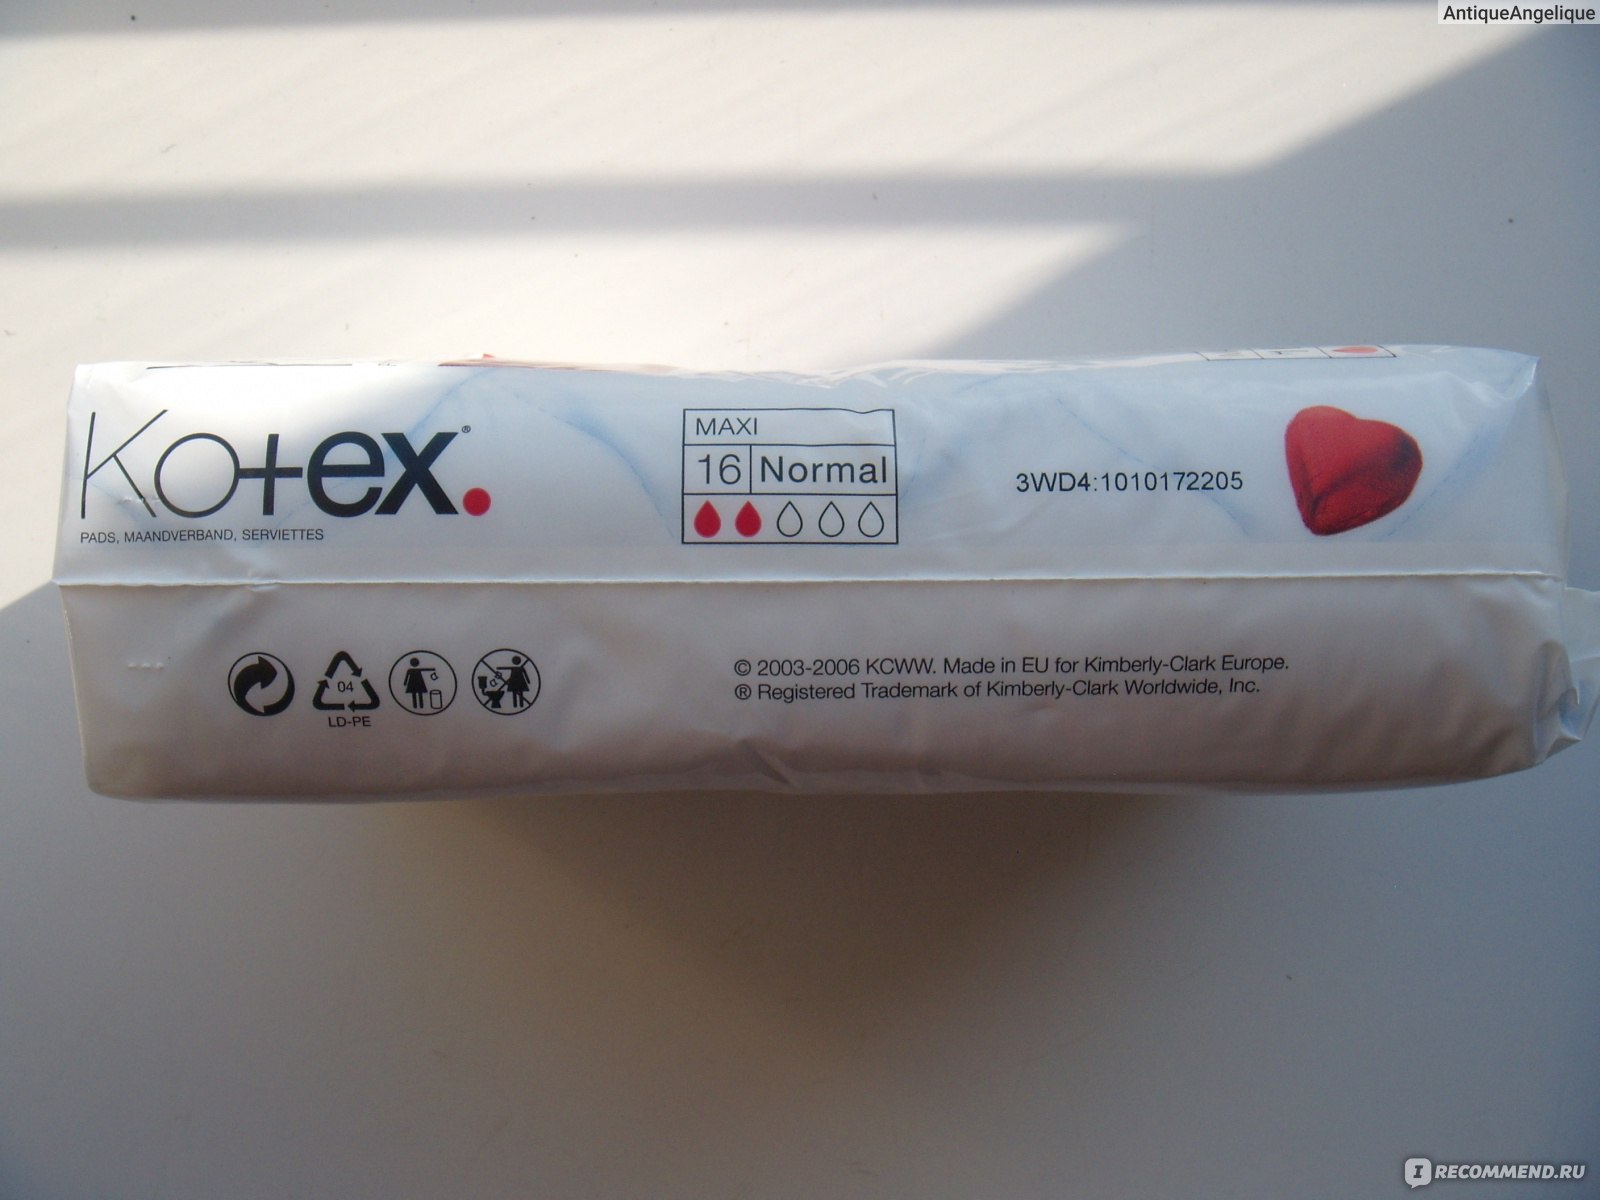 AntiqueAngelique
Kotex®
PADS, MAANDVERBAND, SERVIETTES
MAXI
16 Normal
3WD4:1010172205
04
LD-PE
© 2003-2006 KCWW. Made in EU for Kimberly-Clark Europe.
® Registered Trademark of Kimberly-Clark Worldwide, Inc.
IRECOMMEND.RU